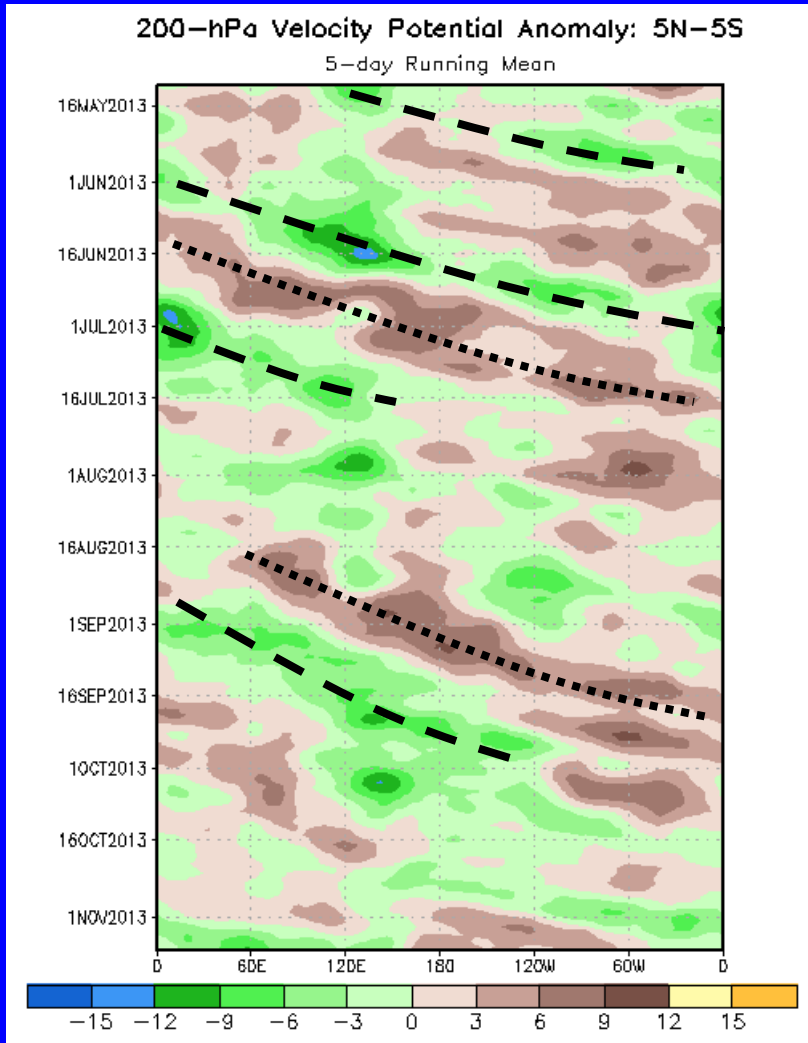 200-hPa Velocity Potential Anomaly: 5N-5S
5-day Running Mean
16MAY2013
1JUN2013
16JUN2013
1JUL2013
16JUL2013
1AUG2013
16AUG2013
1SEP2013
16SEP2013
1OCT2013
16OCT2013
1NOV2013
0 60E 120E 180 120W 60W 0
-15 -12 -9 -6 -3 0 3 6 9 12 15